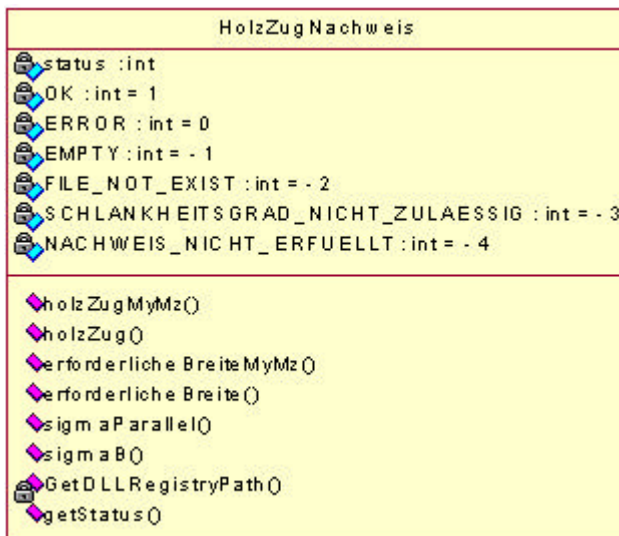 HolzZugNachweis
status : int
OK : int = 1
ERROR : int = 0
EMPTY : int = - 1
FILE_NOT_EXIST : int = - 2
SCHLANKHEITSGRAD_NICHT_ZULAESSIG : int = - 3
NACHWEIS_NICHT_ERFUELLT : int = - 4
holzZugMyMz()
holzZug()
erforderlicheBreiteMyMz()
erforderlicheBreite()
sigmaParallel()
sigmaB()
GetDLLRegistryPath()
getStatus()